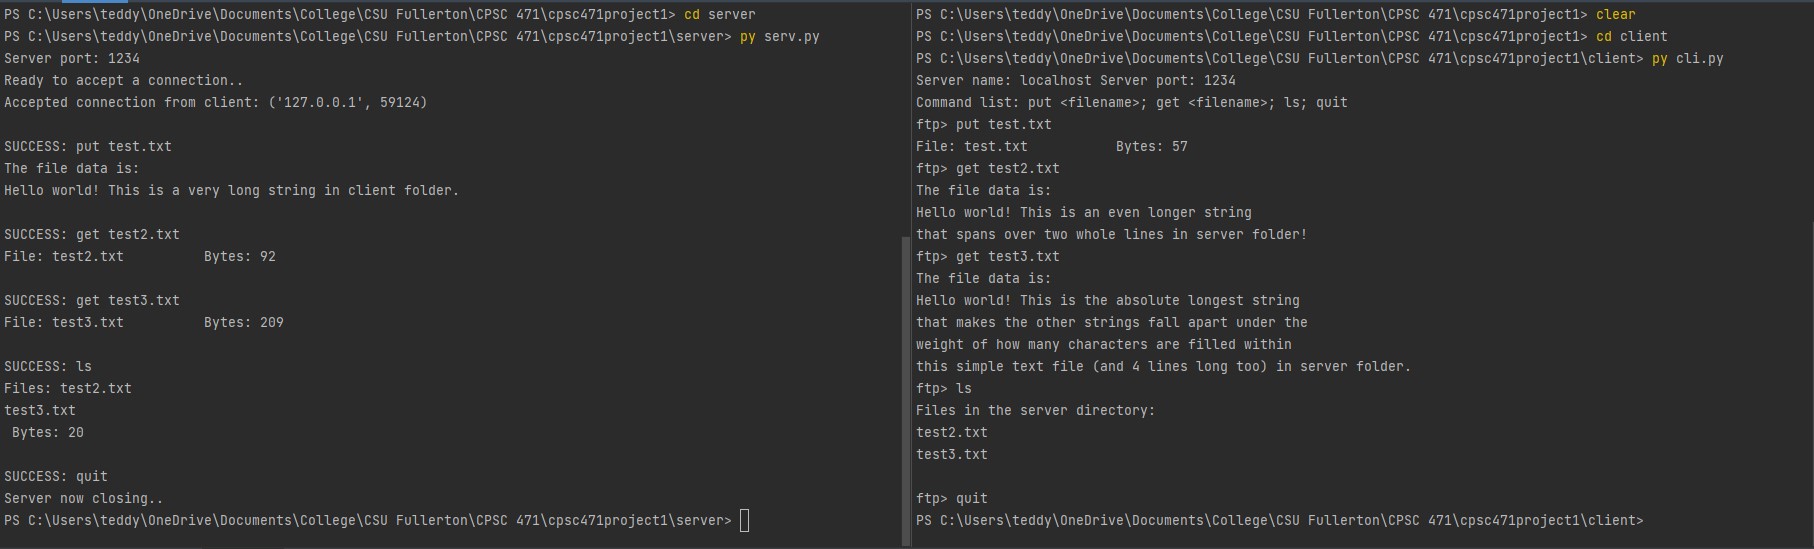 PS C:\Users\teddy\OneDrive\Documents\College\CSU Fullerton\CPSC 471\cpsc471project1> cd server
PS C:\Users\teddy\OneDrive\Documents\College\CSU Fullerton\CPSC 471\cpsc471project1\server> py serv.py
Server port: 1234
Ready to accept a connection..
Accepted connection from client: ('127.0.0.1', 59124)
SUCCESS: put test.txt
The file data is:
Hello world! This is a very long string in client folder.
SUCCESS: get test2.txt
File: test2.txt          Bytes: 92
SUCCESS: get test3.txt
File: test3.txt          Bytes: 209
SUCCESS: ls
Files: test2.txt
test3.txt
 Bytes: 20
SUCCESS: quit
Server now closing..
PS C:\Users\teddy\OneDrive\Documents\College\CSU Fullerton\CPSC 471\cpsc471project1\server>
PS C:\Users\teddy\OneDrive\Documents\College\CSU Fullerton\CPSC 471\cpsc471project1> clear
PS C:\Users\teddy\OneDrive\Documents\College\CSU Fullerton\CPSC 471\cpsc471project1> cd client
PS C:\Users\teddy\OneDrive\Documents\College\CSU Fullerton\CPSC 471\cpsc471project1\client> py cli.py
Server name: localhost Server port: 1234
Command list: put <filename>; get <filename>; ls; quit
ftp> put test.txt
File: test.txt           Bytes: 57
ftp> get test2.txt
The file data is:
Hello world! This is an even longer string
that spans over two whole lines in server folder!
ftp> get test3.txt
The file data is:
Hello world! This is the absolute longest string
that makes the other strings fall apart under the
weight of how many characters are filled within
this simple text file (and 4 lines long too) in server folder.
ftp> ls
Files in the server directory:
test2.txt
test3.txt
ftp> quit
PS C:\Users\teddy\OneDrive\Documents\College\CSU Fullerton\CPSC 471\cpsc471project1\client>